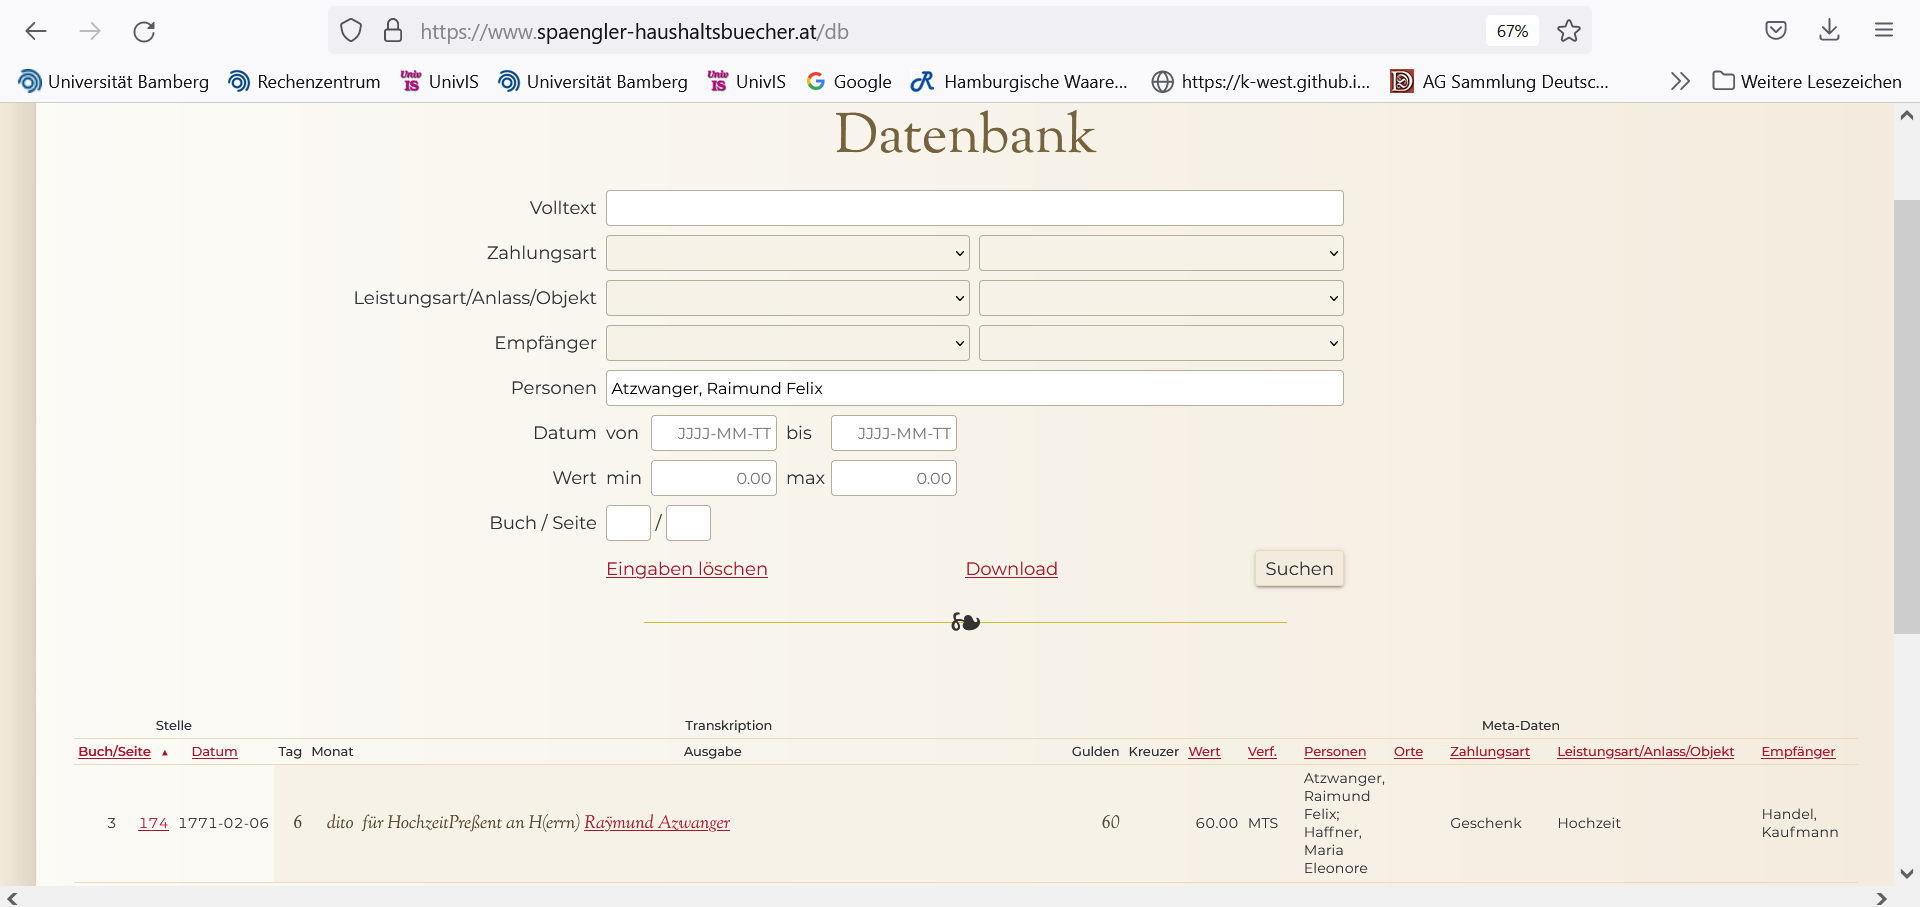 https://www.spaengler-haushaltsbuecher.at/db 67%
Universität Bamberg Rechenzentrum Univ IS UnivIS Universität Bamberg Univ IS UnivIS Google Hamburgische Waare... https://k-west.github.i... AG Sammlung Deutsc... Weitere Lesezeichen
Datenbank
Volltext
Zahlungsart
Leistungsart/Anlass/Objekt
Empfänger
Personen Atzwanger, Raimund Felix
Datum von JJJJ-MM-TT bis JJJJ-MM-TT
Wert min 0.00 max 0.00
Buch / Seite /
Eingaben löschen Download Suchen
Stelle Transkription Meta-Daten
Buch/Seite ▲ Datum Tag Monat Ausgabe Gulden Kreuzer Wert Verf. Personen Orte Zahlungsart Leistungsart/Anlass/Objekt Empfänger
3 174 1771-02-06 6 dito für HochzeitPreßent an H(errn) Raÿmund Azwanger 60 60.00 MTS
Atzwanger,
Raimund
Felix;
Haffner,
Maria
Eleonore
Geschenk Hochzeit
Handel,
Kaufmann